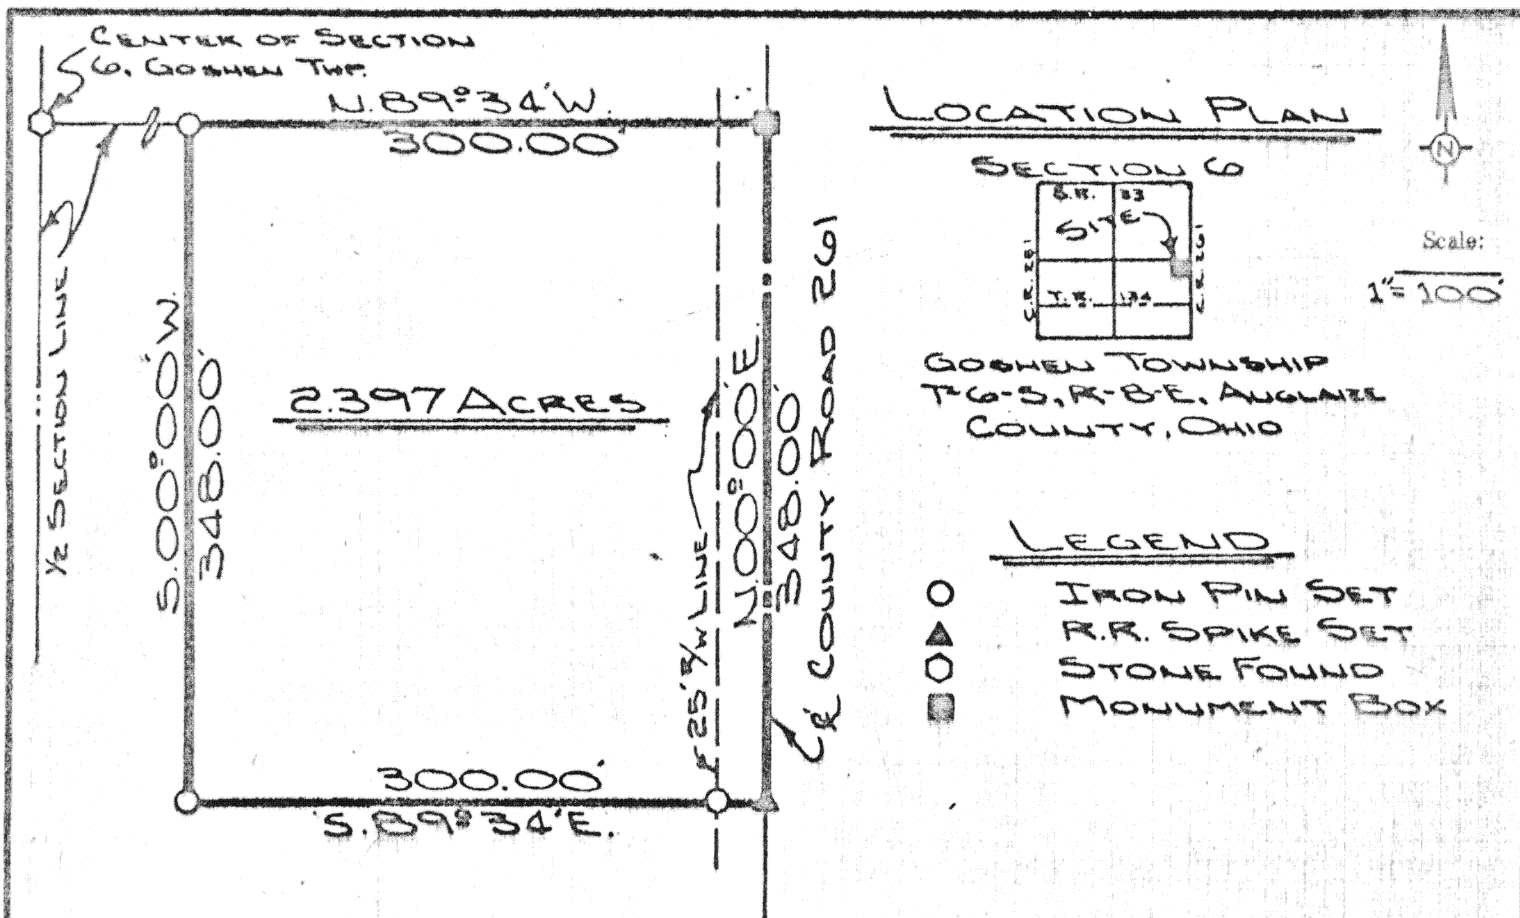 CENTER OF SECTION
6, GOSHEN TWP.
N. 89° 34' W.
300.00'
1/2 SECTION LINE
S. 00° 00' W.
348.00'
2.397 ACRES
25' R/W LINE
N. 00° 00' E.
348.00'
COUNTY ROAD 261
300.00'
S. 89° 34' E.
LOCATION PLAN
SECTION 6
S.R. 33
SITE
C.R. 261
T.R. 174
GOSHEN TOWNSHIP
T-6-S, R-8-E, AUGLAIZE
COUNTY, OHIO
N
Scale:
1" = 100'
LEGEND
IRON PIN SET
R.R. SPIKE SET
STONE FOUND
MONUMENT BOX